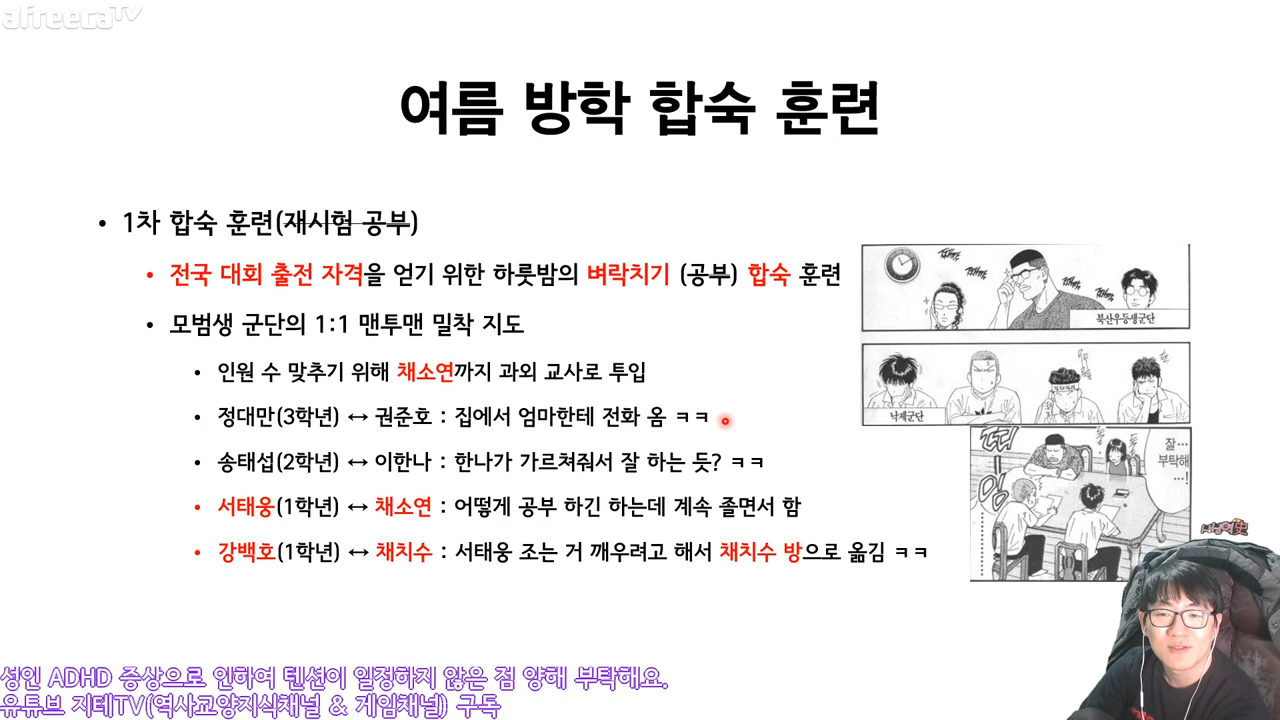 afreecaTV
여름 방학 합숙 훈련
• 1차 합숙 훈련(재시험 공부)
• 전국 대회 출전 자격을 얻기 위한 하룻밤의 벼락치기 (공부) 합숙 훈련
• 모범생 군단의 1:1 맨투맨 밀착 지도
• 인원 수 맞추기 위해 채소연까지 과외 교사로 투입
• 정대만(3학년) ↔ 권준호 : 집에서 엄마한테 전화 옴 ㅋㅋ
• 송태섭(2학년) ↔ 이한나 : 한나가 가르쳐줘서 잘 하는 듯? ㅋㅋ
• 서태웅(1학년) ↔ 채소연 : 어떻게 공부 하긴 하는데 계속 졸면서 함
• 강백호(1학년) ↔ 채치수 : 서태웅 조는 거 깨우려고 해서 채치수 방으로 옮김 ㅋㅋ
북산우등생군단
낙제군단
잘…
부탁해
…!
성인 ADHD 증상으로 인하여 텐션이 일정하지 않은 점 양해 부탁해요.
유튜브 지테TV(역사교양지식채널 & 게임채널) 구독